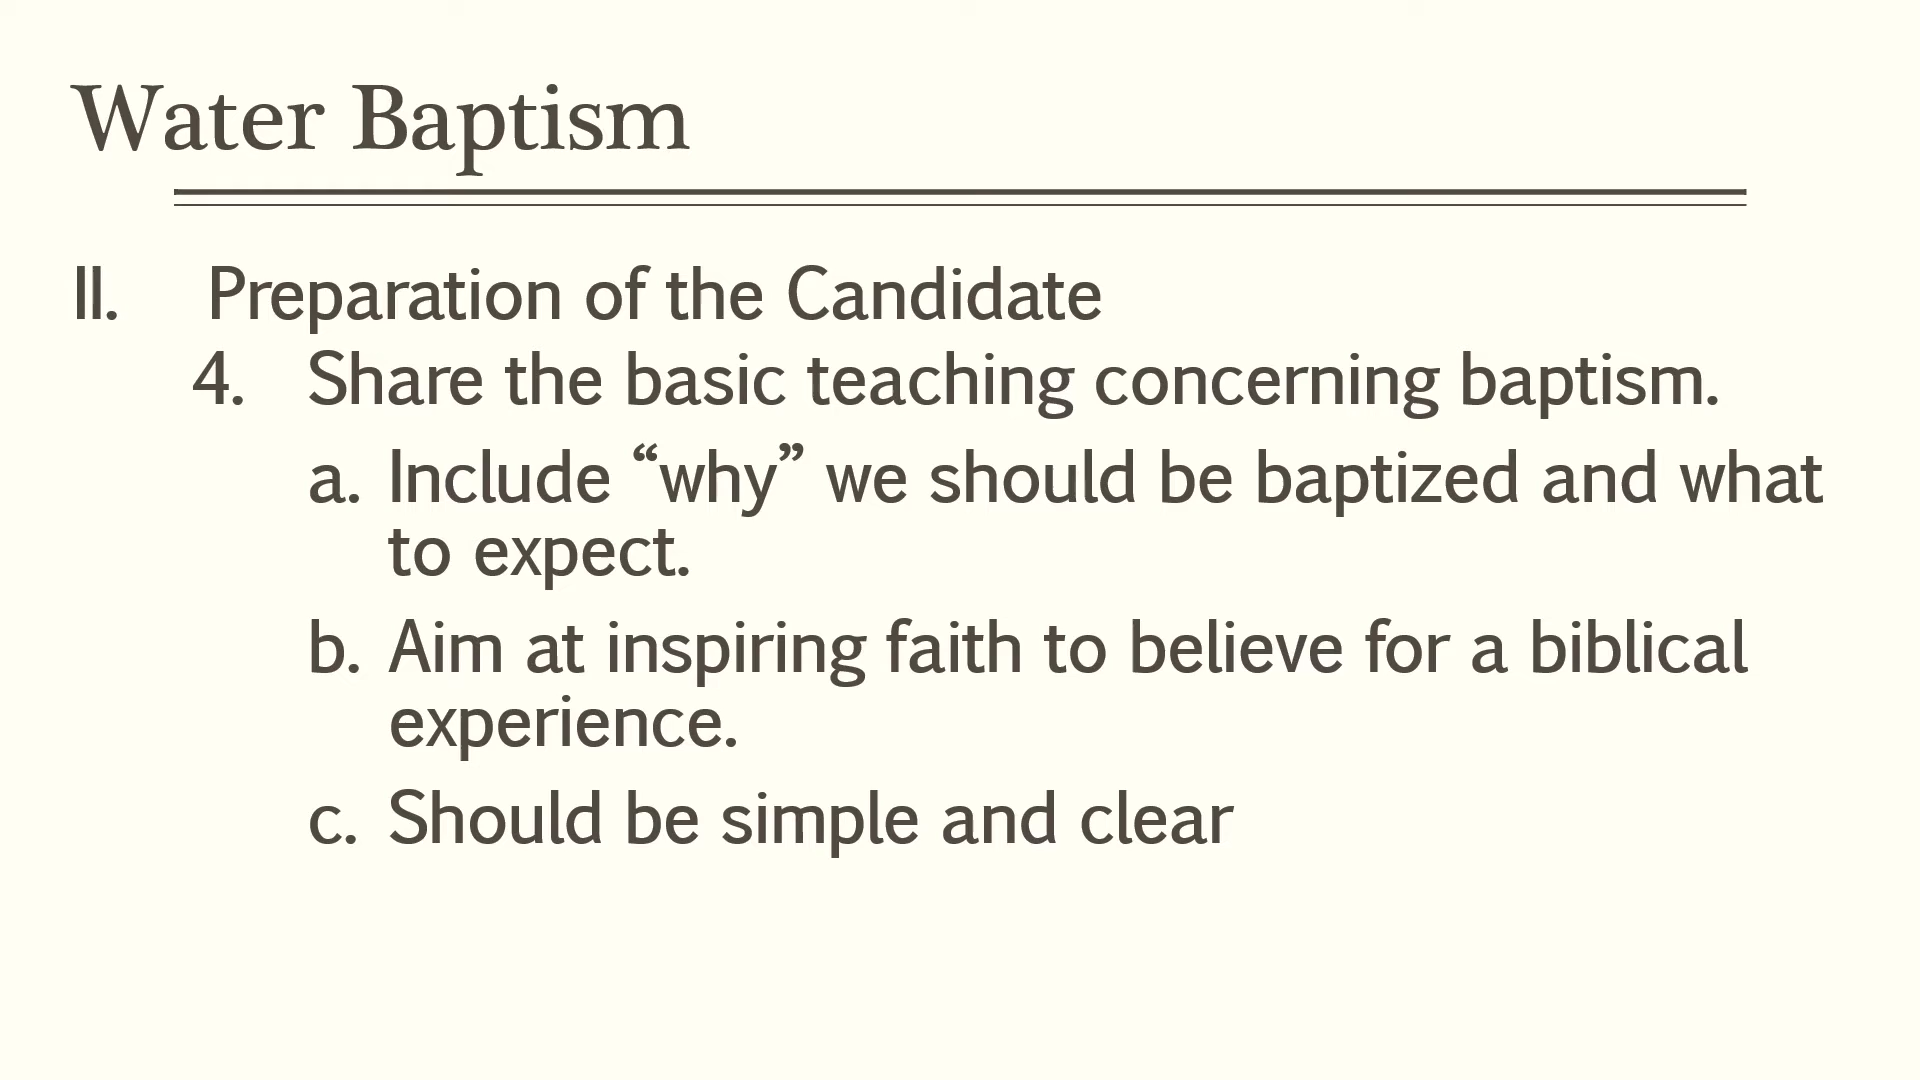 Water Baptism
II. Preparation of the Candidate
4. Share the basic teaching concerning baptism.
a. Include “why” we should be baptized and what
to expect.
b. Aim at inspiring faith to believe for a biblical
experience.
c. Should be simple and clear